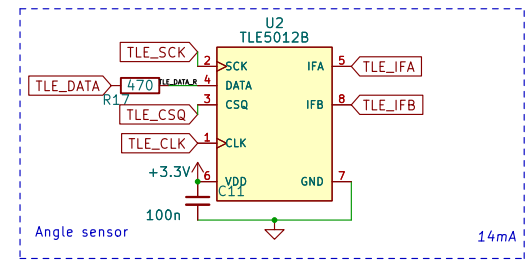 U2
TLE5012B
TLE_SCK
2
SCK
IFA
5
TLE_IFA
TLE_DATA
470
TLE_DATA_R
4
DATA
R17
TLE_CSQ
3
CSQ
IFB
8
TLE_IFB
TLE_CLK
1
CLK
+3.3V
6
VDD
GND
7
C11
100n
Angle sensor
14mA